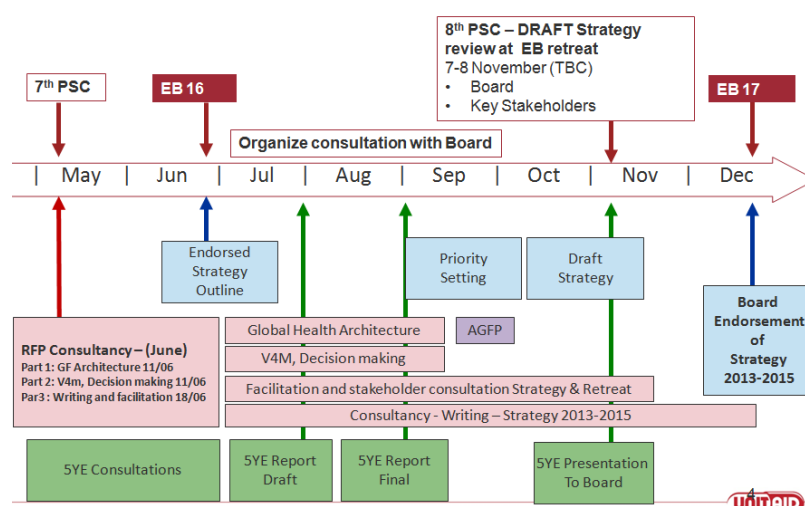 8th PSC – DRAFT Strategy
review at EB retreat
7-8 November (TBC)
• Board
• Key Stakeholders
7th PSC
EB 16
EB 17
Organize consultation with Board
| May | Jun | Jul | Aug | Sep | Oct | Nov | Dec
Endorsed
Strategy
Outline
Priority
Setting
Draft
Strategy
Board
Endorsement
of
Strategy
2013-2015
RFP Consultancy – (June)
Part 1: GF Architecture 11/06
Part 2: V4m, Decision making 11/06
Par3 : Writing and facilitation 18/06
Global Health Architecture
AGFP
V4M, Decision making
Facilitation and stakeholder consultation Strategy & Retreat
Consultancy - Writing – Strategy 2013-2015
5YE Consultations
5YE Report
Draft
5YE Report
Final
5YE Presentation
To Board
4
UNITAID